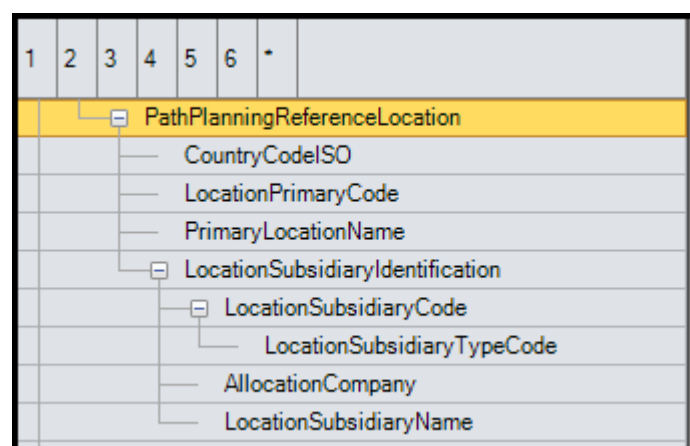 1 2 3 4 5 6 *
PathPlanningReferenceLocation
CountryCodeISO
LocationPrimaryCode
PrimaryLocationName
LocationSubsidiaryIdentification
LocationSubsidiaryCode
LocationSubsidiaryTypeCode
AllocationCompany
LocationSubsidiaryName